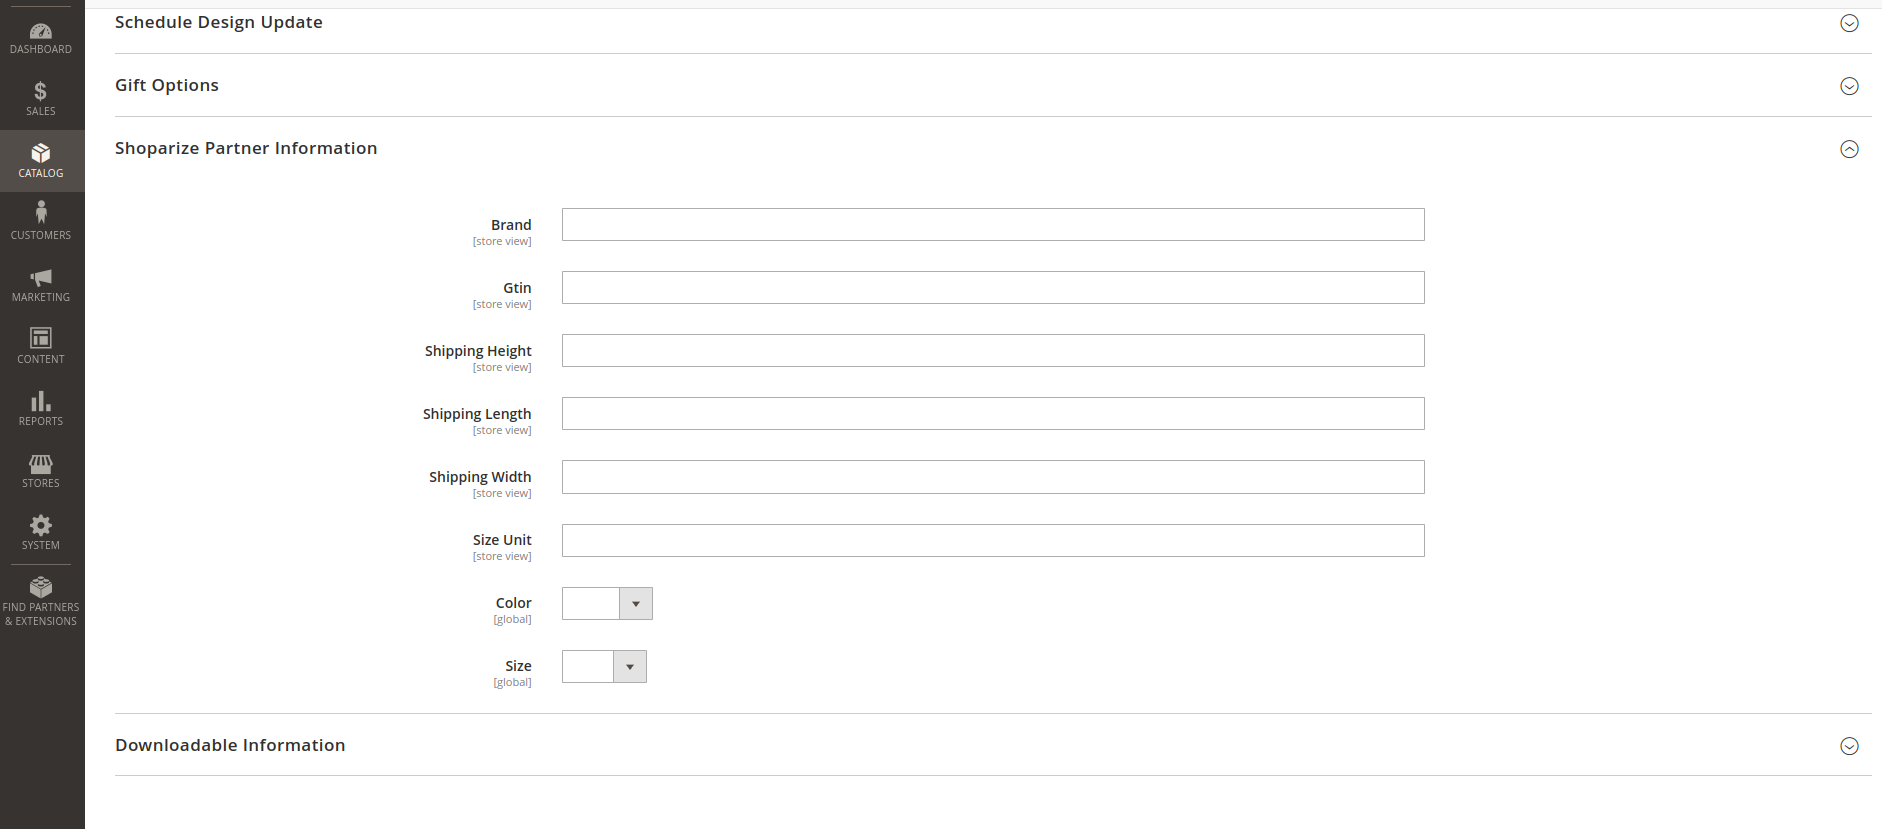 DASHBOARD
SALES
CATALOG
CUSTOMERS
MARKETING
CONTENT
REPORTS
STORES
SYSTEM
FIND PARTNERS
& EXTENSIONS
Schedule Design Update
Gift Options
Shoparize Partner Information
Brand
[store view]
Gtin
[store view]
Shipping Height
[store view]
Shipping Length
[store view]
Shipping Width
[store view]
Size Unit
[store view]
Color
[global]
Size
[global]
Downloadable Information